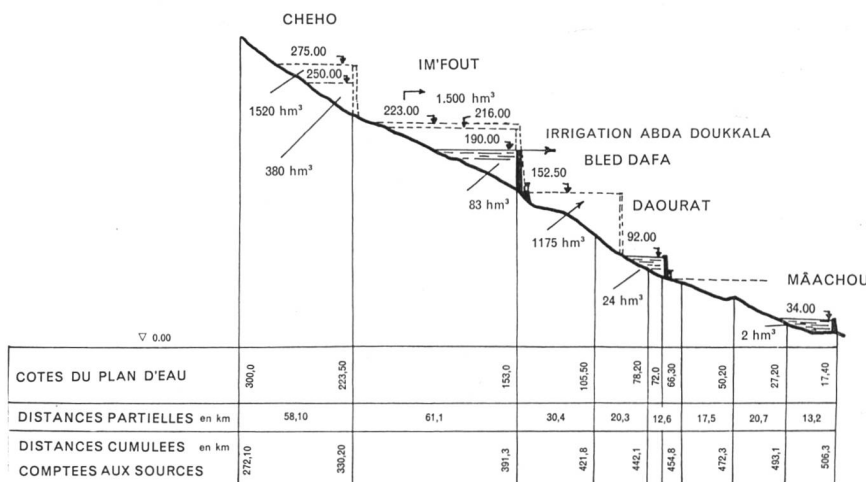 CHEHO
275.00
IM'FOUT
250.00
1.500 hm³
1520 hm³
223.00 216.00
190.00
IRRIGATION ABDA DOUKKALA
BLED DAFA
380 hm³
152.50
83 hm³
DAOURAT
1175 hm³
92.00
MÂACHOU
24 hm³
34.00
2 hm³
▽ 0.00
COTES DU PLAN D'EAU 300,0 223,50 153,0 105,50 78,20 72,0 66,30 50,20 27,20 17,40
DISTANCES PARTIELLES en km 58,10 61,1 30,4 20,3 12,6 17,5 20,7 13,2
DISTANCES CUMULEES en km
COMPTEES AUX SOURCES
272,10 330,20 391,3 421,8 442,1 454,8 472,3 493,1 506,3